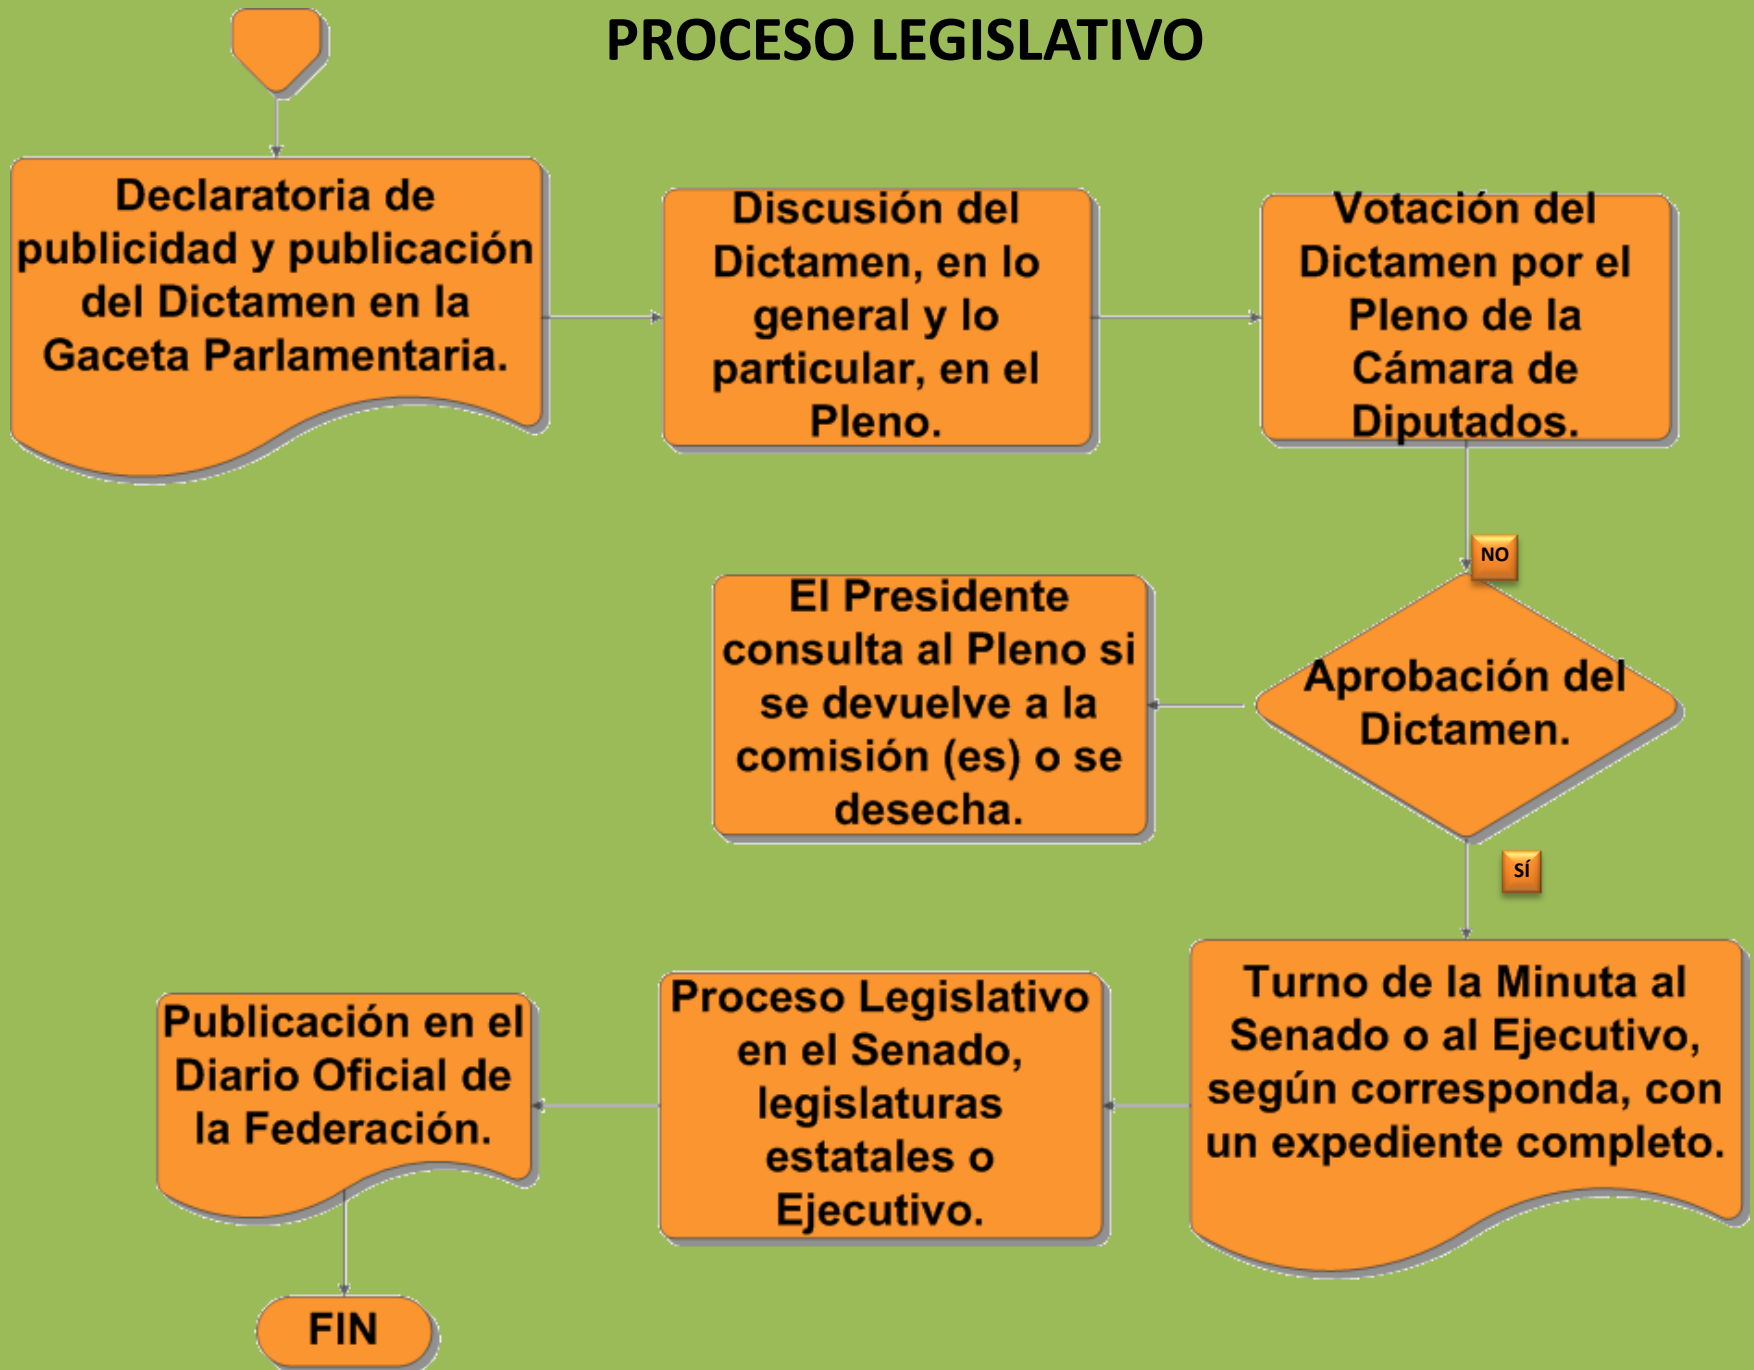 PROCESO LEGISLATIVO
Declaratoria de
publicidad y publicación
del Dictamen en la
Gaceta Parlamentaria.
Discusión del
Dictamen, en lo
general y lo
particular, en el
Pleno.
Votación del
Dictamen por el
Pleno de la
Cámara de
Diputados.
NO
Aprobación del
Dictamen.
El Presidente
consulta al Pleno si
se devuelve a la
comisión (es) o se
desecha.
SÍ
Turno de la Minuta al
Senado o al Ejecutivo,
según corresponda, con
un expediente completo.
Proceso Legislativo
en el Senado,
legislaturas
estatales o
Ejecutivo.
Publicación en el
Diario Oficial de
la Federación.
FIN